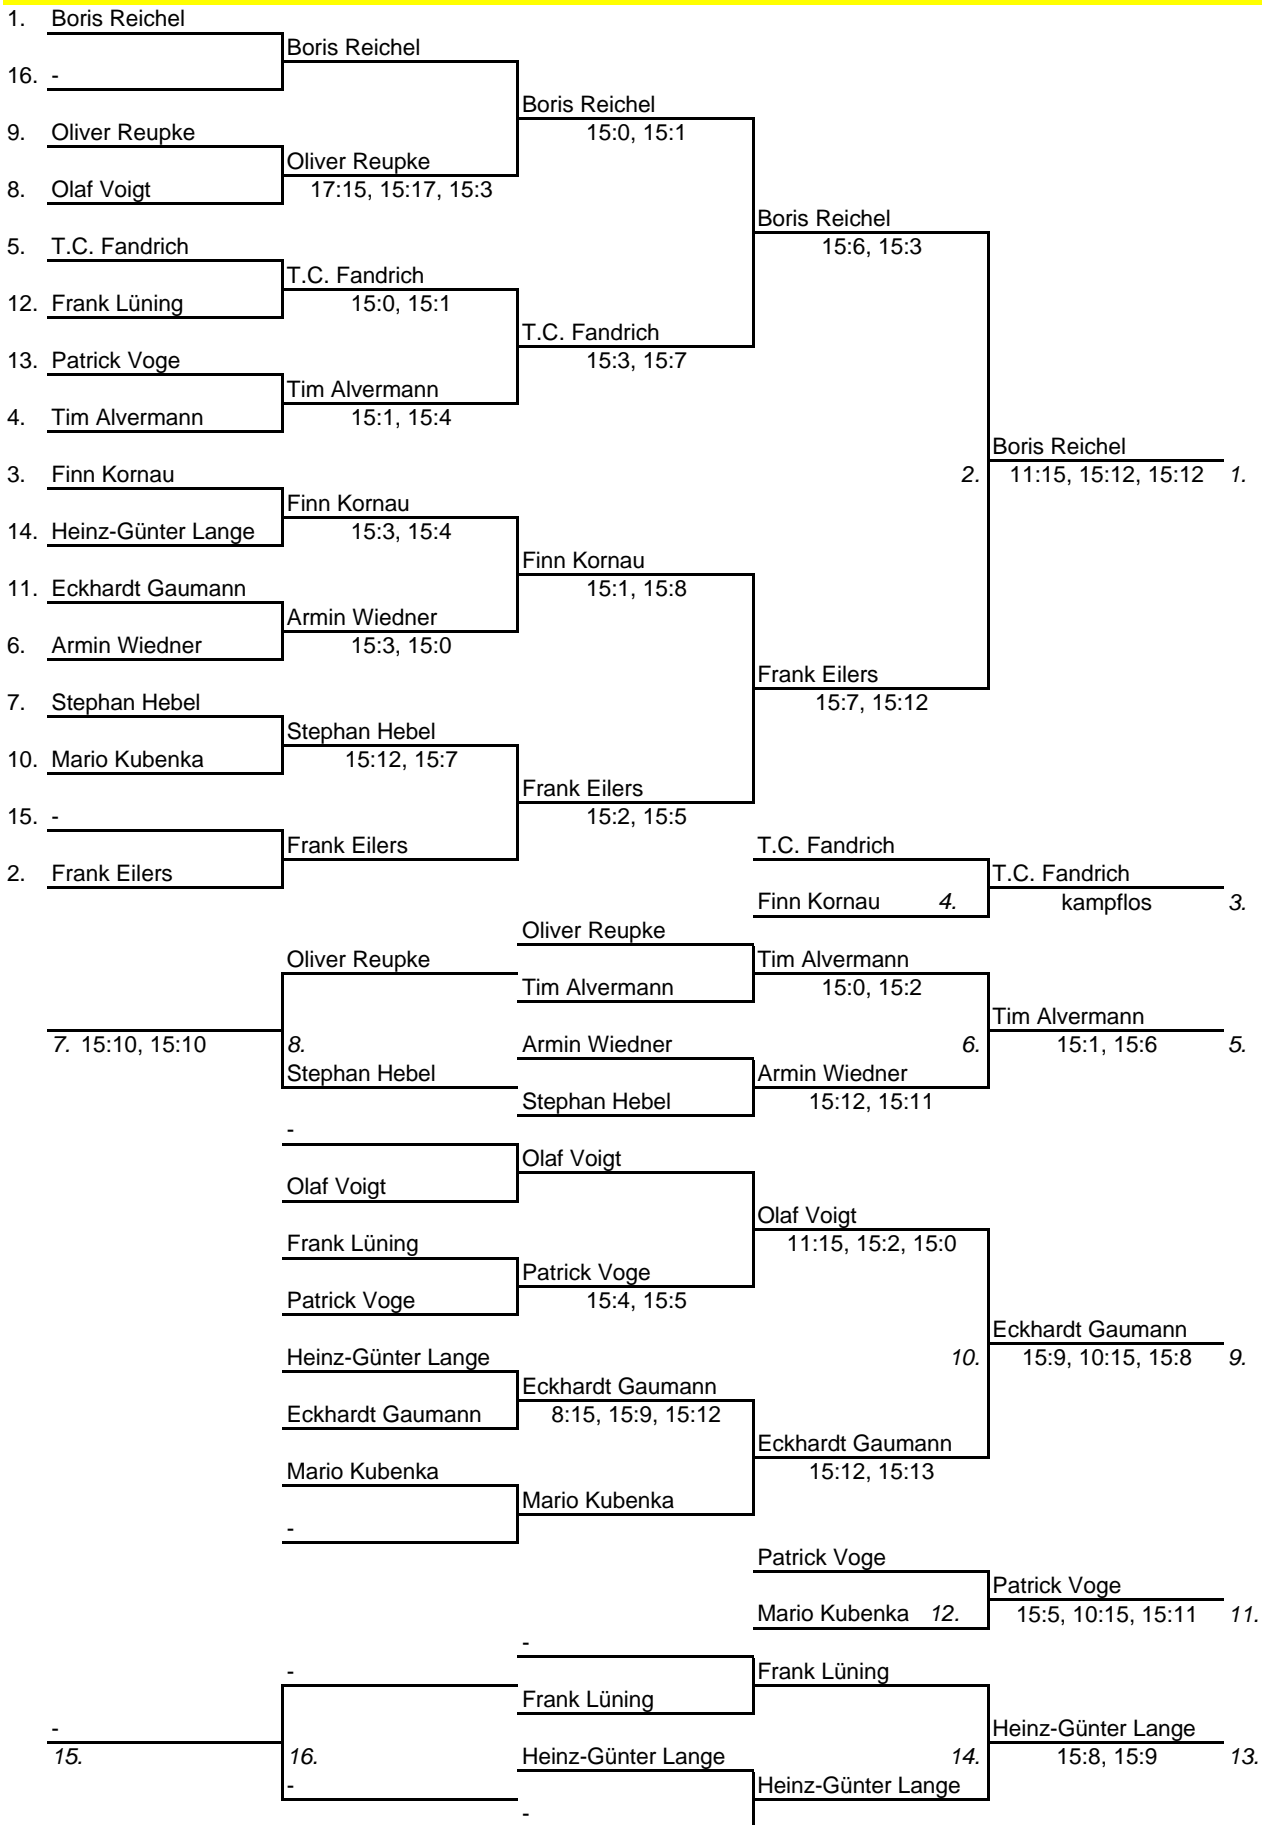 1. Boris Reichel
Boris Reichel
16. -
Boris Reichel
9. Oliver Reupke 15:0, 15:1
Oliver Reupke
8. Olaf Voigt 17:15, 15:17, 15:3
Boris Reichel
5. T.C. Fandrich 15:6, 15:3
T.C. Fandrich
12. Frank Lüning 15:0, 15:1
T.C. Fandrich
13. Patrick Voge 15:3, 15:7
Tim Alvermann
4. Tim Alvermann 15:1, 15:4
Boris Reichel
3. Finn Kornau 2. 11:15, 15:12, 15:12 1.
Finn Kornau
14. Heinz-Günter Lange 15:3, 15:4
Finn Kornau
11. Eckhardt Gaumann 15:1, 15:8
Armin Wiedner
6. Armin Wiedner 15:3, 15:0
Frank Eilers
7. Stephan Hebel 15:7, 15:12
Stephan Hebel
10. Mario Kubenka 15:12, 15:7
Frank Eilers
15. - 15:2, 15:5
Frank Eilers T.C. Fandrich
2. Frank Eilers T.C. Fandrich
Finn Kornau 4. kampflos 3.
Oliver Reupke
Oliver Reupke Tim Alvermann
Tim Alvermann 15:0, 15:2
Tim Alvermann
7. 15:10, 15:10 8. Armin Wiedner 6. 15:1, 15:6 5.
Stephan Hebel Armin Wiedner
Stephan Hebel 15:12, 15:11
-
Olaf Voigt
Olaf Voigt
Olaf Voigt
Frank Lüning 11:15, 15:2, 15:0
Patrick Voge
Patrick Voge 15:4, 15:5
Eckhardt Gaumann
Heinz-Günter Lange 10. 15:9, 10:15, 15:8 9.
Eckhardt Gaumann
Eckhardt Gaumann 8:15, 15:9, 15:12
Eckhardt Gaumann
Mario Kubenka 15:12, 15:13
Mario Kubenka
-
Patrick Voge
Patrick Voge
Mario Kubenka 12. 15:5, 10:15, 15:11 11.
-
- Frank Lüning
Frank Lüning
- Heinz-Günter Lange
15. 16. Heinz-Günter Lange 14. 15:8, 15:9 13.
- Heinz-Günter Lange
-